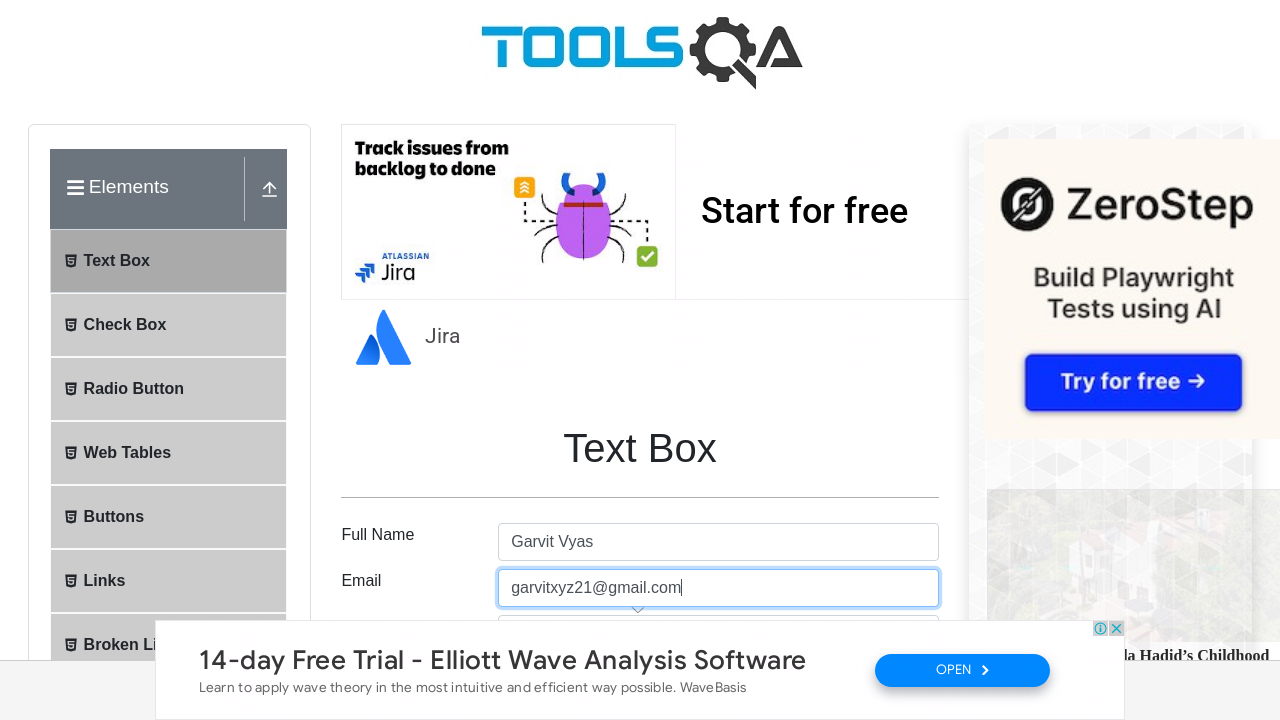 TOOLSQA
Elements
Text Box
Check Box
Radio Button
Web Tables
Buttons
Links
Broken Li
Track issues from
backlog to done
ATLASSIAN
Jira
Start for free
Jira
Text Box
Full Name
Garvit Vyas
Email
garvitxyz21@gmail.com
ZeroStep
Build Playwright
Tests using AI
Try for free →
la Hadid’s Childhood
14-day Free Trial - Elliott Wave Analysis Software
Learn to apply wave theory in the most intuitive and efficient way possible. WaveBasis
OPEN